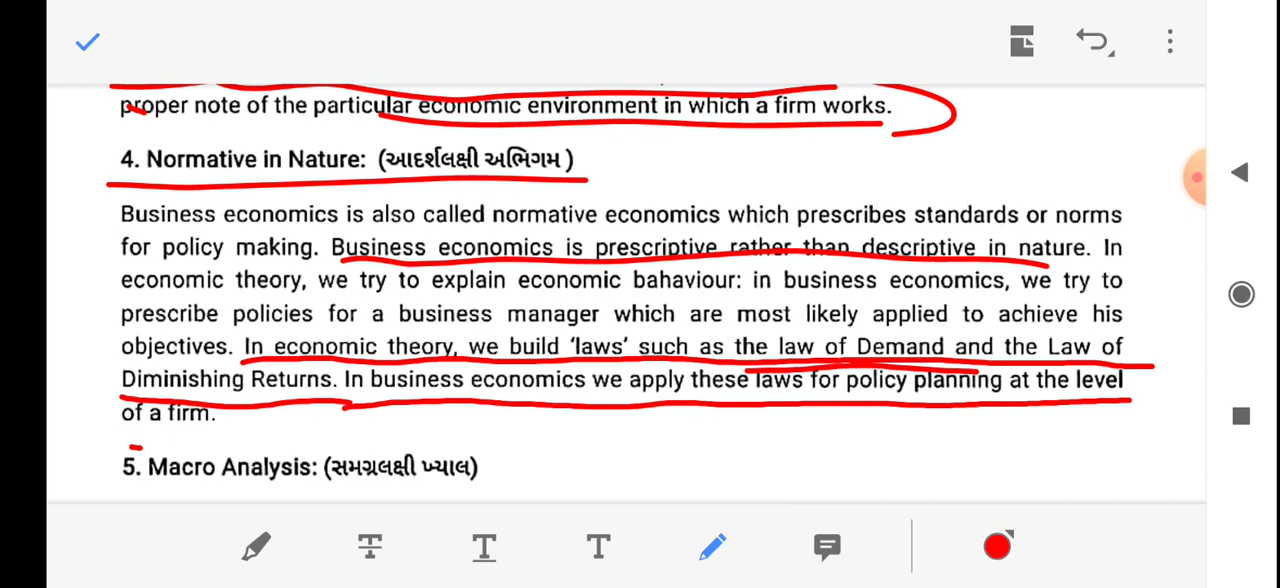 proper note of the particular economic environment in which a firm works.
4. Normative in Nature: (આદર્શલક્ષી અભિગમ )
Business economics is also called normative economics which prescribes standards or norms
for policy making. Business economics is prescriptive rather than descriptive in nature. In
economic theory, we try to explain economic bahaviour: in business economics, we try to
prescribe policies for a business manager which are most likely applied to achieve his
objectives. In economic theory, we build ‘laws’ such as the law of Demand and the Law of
Diminishing Returns. In business economics we apply these laws for policy planning at the level
of a firm.
5. Macro Analysis: (સમગ્રલક્ષી ખ્યાલ)